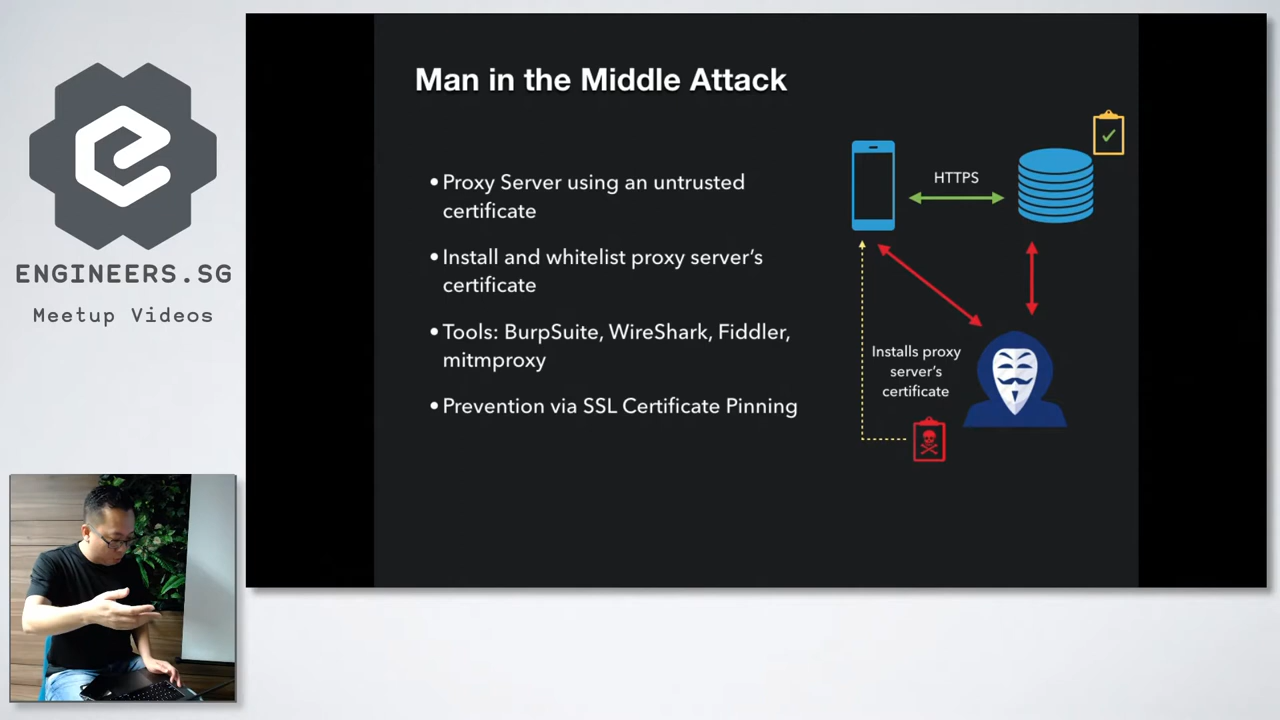 ENGINEERS.SG
Meetup Videos
Man in the Middle Attack
•Proxy Server using an untrusted
certificate
•Install and whitelist proxy server’s
certificate
•Tools: BurpSuite, WireShark, Fiddler,
mitmproxy
•Prevention via SSL Certificate Pinning
HTTPS
Installs proxy
server’s
certificate